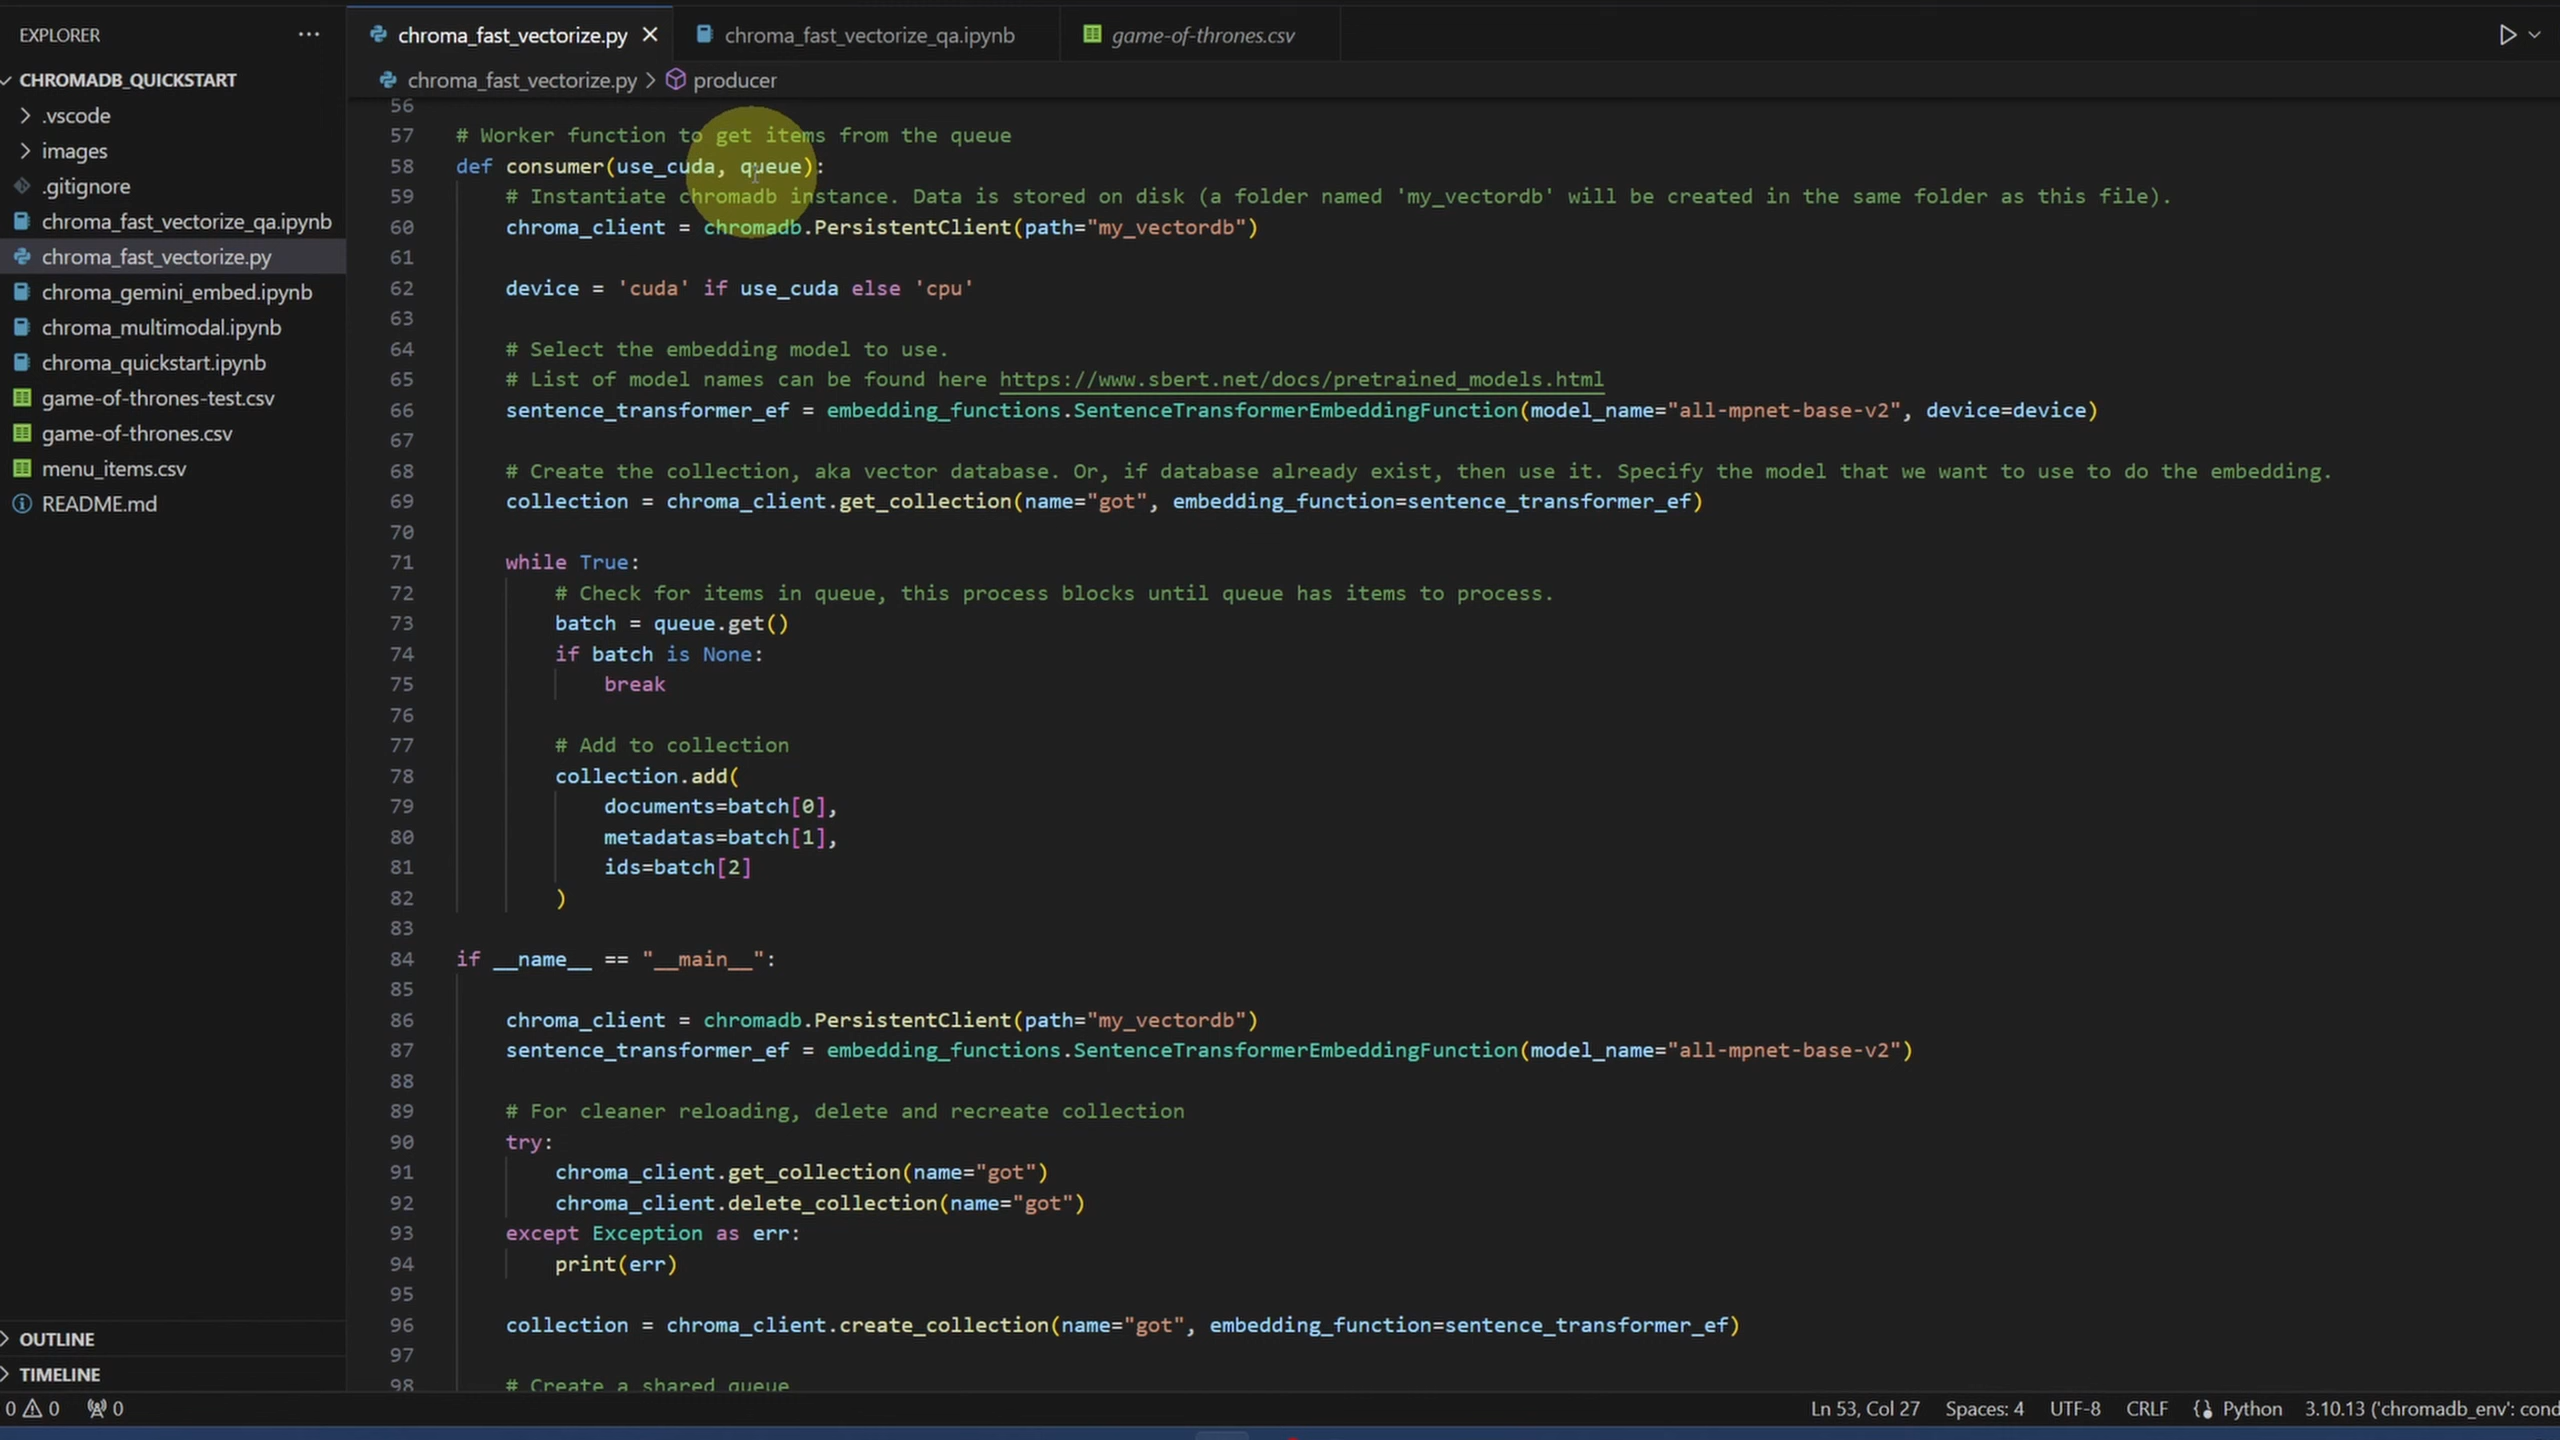 EXPLORER
CHROMADB_QUICKSTART
.vscode
images
.gitignore
chroma_fast_vectorize_qa.ipynb
chroma_fast_vectorize.py
chroma_gemini_embed.ipynb
chroma_multimodal.ipynb
chroma_quickstart.ipynb
game-of-thrones-test.csv
game-of-thrones.csv
menu_items.csv
README.md
OUTLINE
TIMELINE
chroma_fast_vectorize.py
chroma_fast_vectorize_qa.ipynb
game-of-thrones.csv
chroma_fast_vectorize.py > producer
56
57 # Worker function to get items from the queue
58 def consumer(use_cuda, queue):
59 # Instantiate chromadb instance. Data is stored on disk (a folder named 'my_vectordb' will be created in the same folder as this file).
60 chroma_client = chromadb.PersistentClient(path="my_vectordb")
61
62 device = 'cuda' if use_cuda else 'cpu'
63
64 # Select the embedding model to use.
65 # List of model names can be found here https://www.sbert.net/docs/pretrained_models.html
66 sentence_transformer_ef = embedding_functions.SentenceTransformerEmbeddingFunction(model_name="all-mpnet-base-v2", device=device)
67
68 # Create the collection, aka vector database. Or, if database already exist, then use it. Specify the model that we want to use to do the embedding.
69 collection = chroma_client.get_collection(name="got", embedding_function=sentence_transformer_ef)
70
71 while True:
72 # Check for items in queue, this process blocks until queue has items to process.
73 batch = queue.get()
74 if batch is None:
75 break
76
77 # Add to collection
78 collection.add(
79 documents=batch[0],
80 metadatas=batch[1],
81 ids=batch[2]
82 )
83
84 if __name__ == "__main__":
85
86 chroma_client = chromadb.PersistentClient(path="my_vectordb")
87 sentence_transformer_ef = embedding_functions.SentenceTransformerEmbeddingFunction(model_name="all-mpnet-base-v2")
88
89 # For cleaner reloading, delete and recreate collection
90 try:
91 chroma_client.get_collection(name="got")
92 chroma_client.delete_collection(name="got")
93 except Exception as err:
94 print(err)
95
96 collection = chroma_client.create_collection(name="got", embedding_function=sentence_transformer_ef)
97
98 # Create a shared queue
0 0 0 Ln 53, Col 27 Spaces: 4 UTF-8 CRLF Python 3.10.13 ('chromadb_env': cond